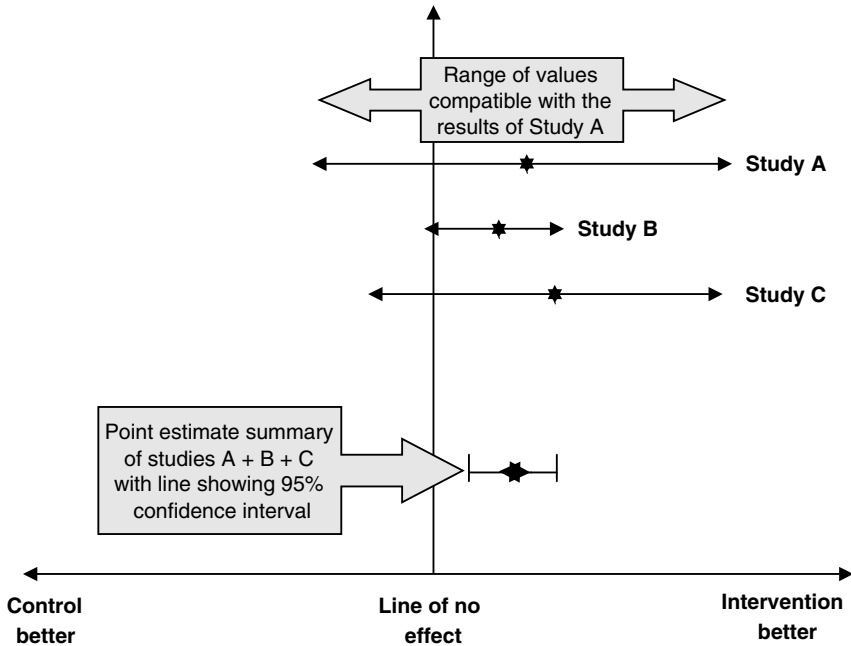 Range of values
compatible with the
results of Study A
Study A
Study B
Study C
Point estimate summary
of studies A + B + C
with line showing 95%
confidence interval
Control
better
Line of no
effect
Intervention
better